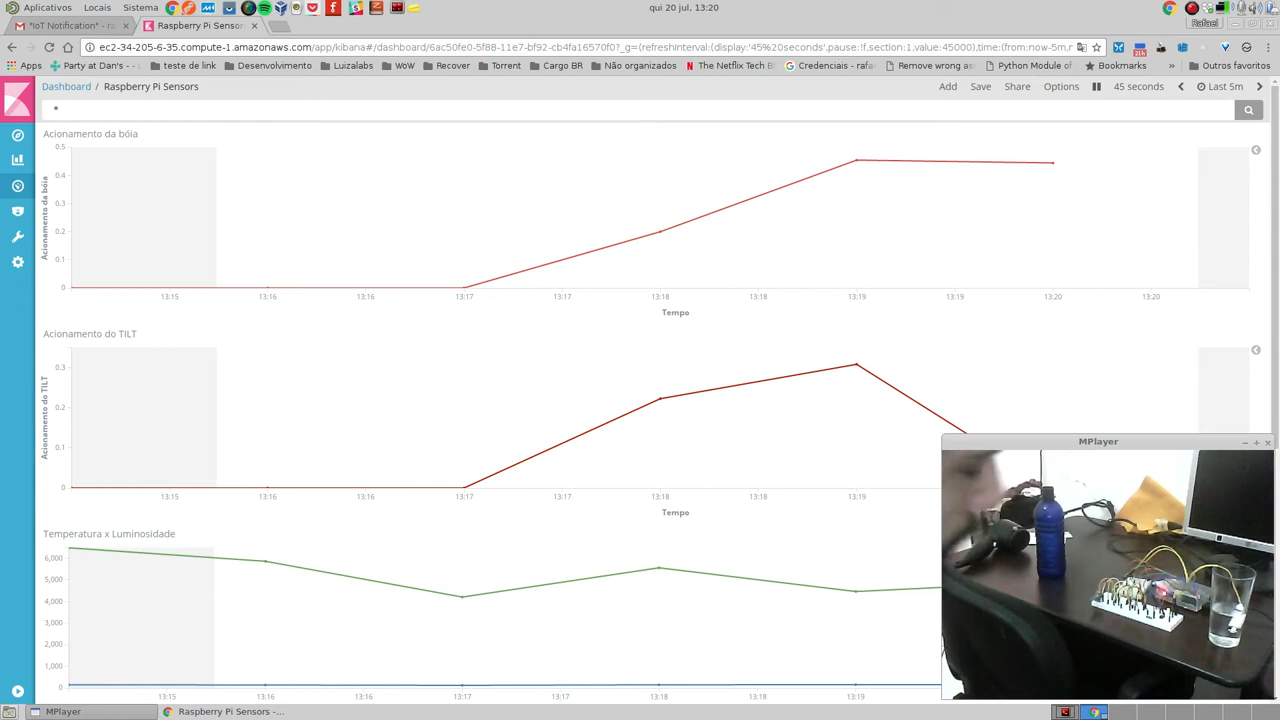 Aplicativos Locais Sistema qui 20 jul, 13:20
"IoT Notification" - ra × Raspberry Pi Sensors × Rafael
ec2-34-205-6-35.compute-1.amazonaws.com/app/kibana#/dashboard/6ac50fe0-5f88-11e7-bf92-cb4fa16570f0?_g=(refreshInterval:(display:'45%20seconds',pause:!f,section:1,value:45000),time:(from:now-5m,m
Apps Party at Dan's - - teste de link Desenvolvimento Luizalabs WoW Recover Torrent Cargo BR Não organizados The Netflix Tech B Credenciais - rafa Remove wrong as Python Module of Bookmarks » Outros favoritos
Dashboard / Raspberry Pi Sensors Add Save Share Options 45 seconds Last 5m
*
Acionamento da bóia
0.5
0.4
0.3
0.2
0.1
0
Acionamento da bóia
13:15 13:16 13:16 13:17 13:17 13:18 13:18 13:19 13:19 13:20 13:20
Tempo
Acionamento do TILT
0.3
0.2
0.1
0
Acionamento do TILT
13:15 13:16 13:16 13:17 13:17 13:18 13:18 13:19
Tempo
MPlayer
Temperatura x Luminosidade
6,000
5,000
4,000
3,000
2,000
1,000
0
13:15 13:16 13:16 13:17 13:17 13:18 13:18 13:19
MPlayer Raspberry Pi Sensors -...